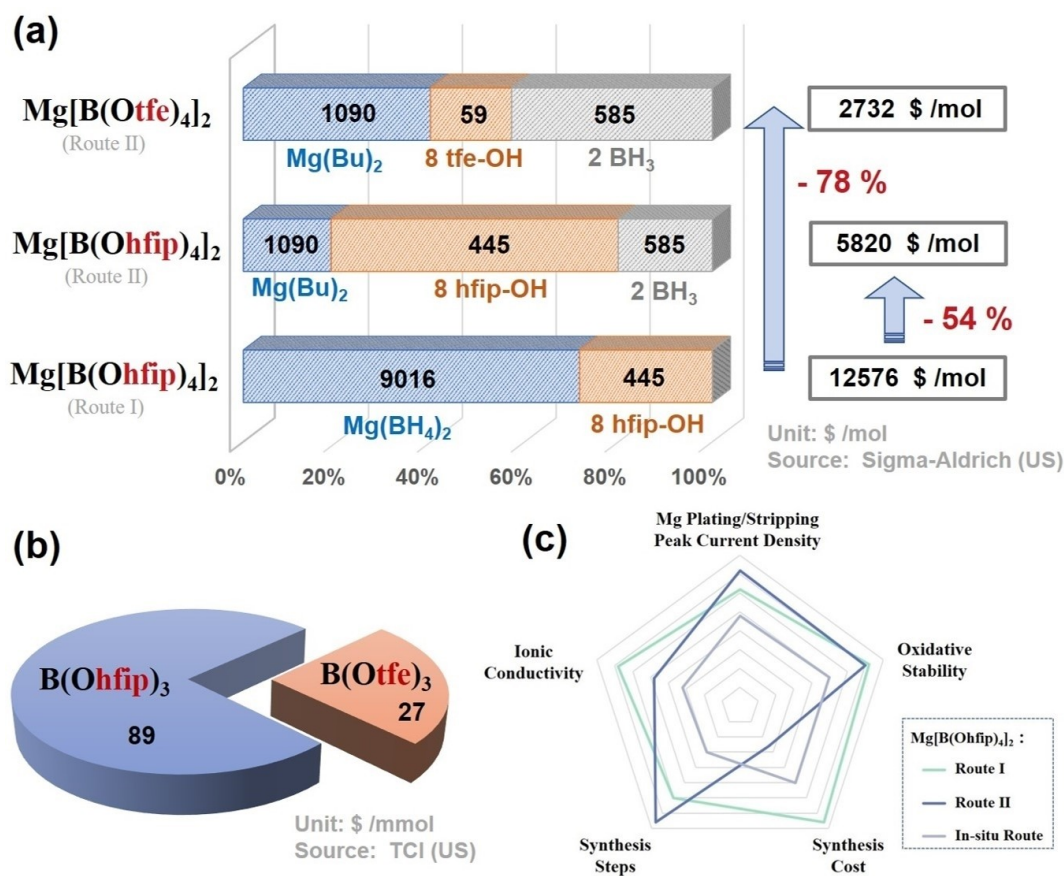 (a)
Mg[B(Otfe)₄]₂
(Route II)
1090
59
585
Mg(Bu)₂
8 tfe-OH
2 BH₃
2732 $ /mol
- 78 %
Mg[B(Ohfip)₄]₂
(Route II)
1090
445
585
Mg(Bu)₂
8 hfip-OH
2 BH₃
5820 $ /mol
- 54 %
Mg[B(Ohfip)₄]₂
(Route I)
9016
445
Mg(BH₄)₂
8 hfip-OH
12576 $ /mol
Unit: $ /mol
Source: Sigma-Aldrich (US)
0%
20%
40%
60%
80%
100%
(b)
B(Ohfip)₃
89
B(Otfe)₃
27
Unit: $ /mmol
Source: TCI (US)
(c)
Mg Plating/Stripping
Peak Current Density
Ionic
Conductivity
Oxidative
Stability
Synthesis
Steps
Synthesis
Cost
Mg[B(Ohfip)₄]₂ :
Route I
Route II
In-situ Route